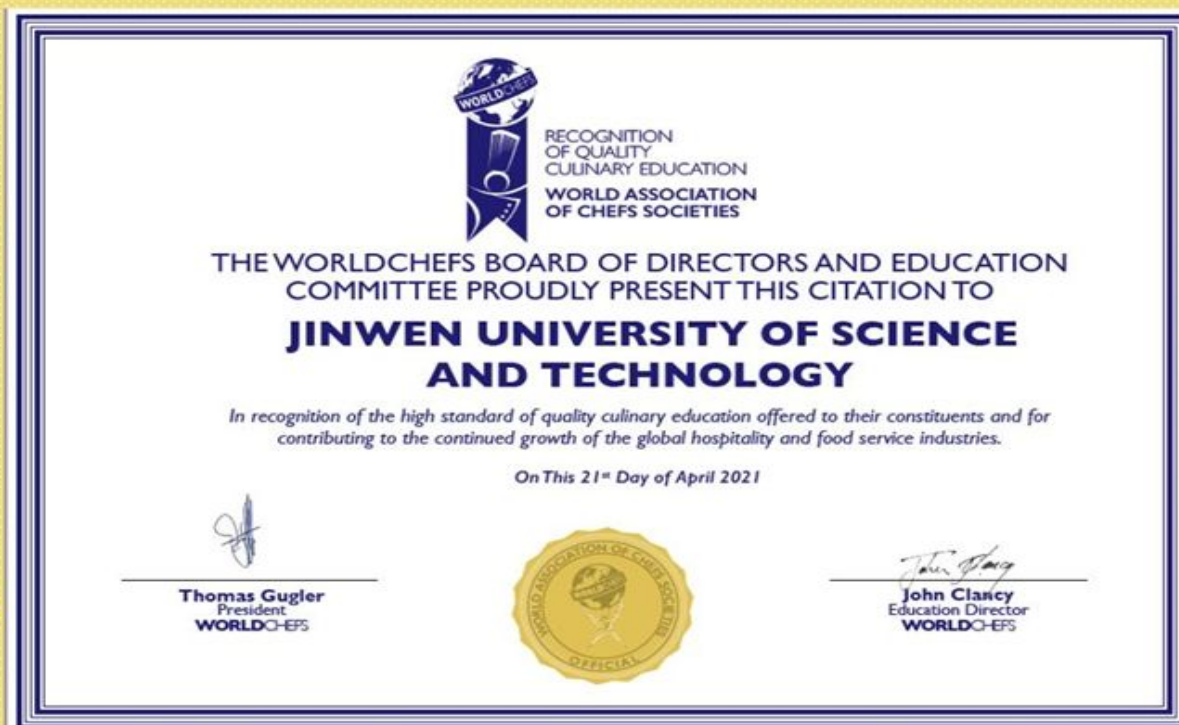 WORLDCHEFS
RECOGNITION
OF QUALITY
CULINARY EDUCATION
WORLD ASSOCIATION
OF CHEFS SOCIETIES
THE WORLDCHEFS BOARD OF DIRECTORS AND EDUCATION
COMMITTEE PROUDLY PRESENT THIS CITATION TO
JINWEN UNIVERSITY OF SCIENCE
AND TECHNOLOGY
In recognition of the high standard of quality culinary education offered to their constituents and for
contributing to the continued growth of the global hospitality and food service industries.
On This 21st Day of April 2021
Thomas Gugler
President
WORLDCHEFS
WORLD ASSOCIATION OF CHEFS SOCIETIES
WORLDCHEFS
OFFICIAL
John Clancy
John Clancy
Education Director
WORLDCHEFS